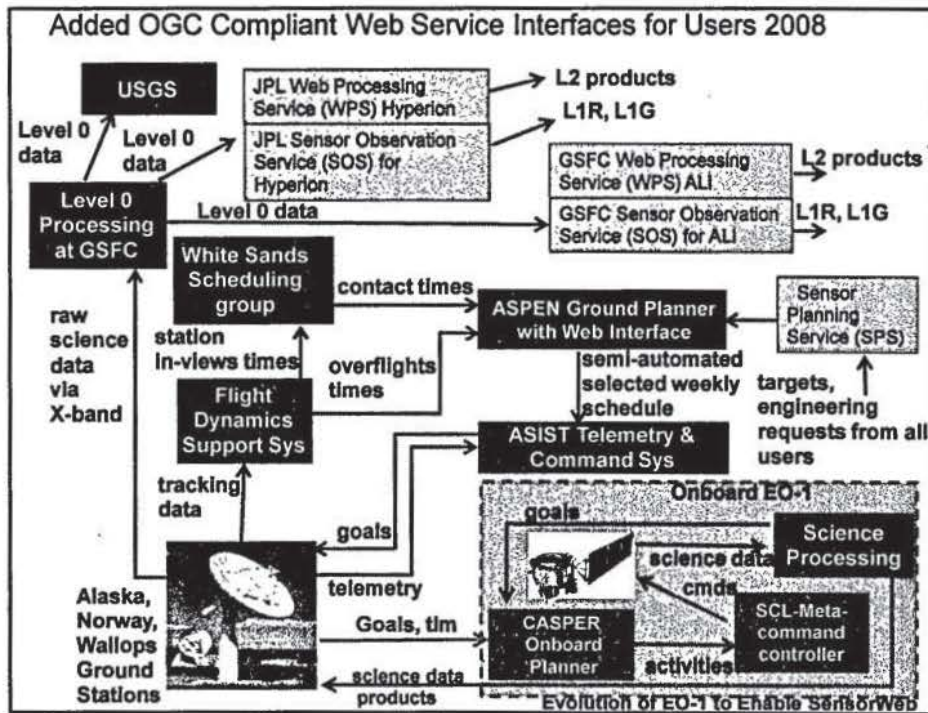 Added OGC Compliant Web Service Interfaces for Users 2008
USGS
JPL Web Processing
Service (WPS) Hyperion
L2 products
JPL Sensor Observation
Service (SOS) for
Hyperion
L1R, L1G
Level 0
data
Level 0
data
GSFC Web Processing
Service (WPS) ALI
L2 products
Level 0
Processing
at GSFC
Level 0 data
GSFC Sensor Observation
Service (SOS) for ALI
L1R, L1G
White Sands
Scheduling
group
contact times
ASPEN Ground Planner
with Web Interface
Sensor
Planning
Service (SPS)
raw
science
data
via
X-band
station
in-views times
overflights
times
semi-automated
selected weekly
schedule
targets,
engineering
requests from all
users
Flight
Dynamics
Support Sys
ASIST Telemetry &
Command Sys
tracking
data
goals
telemetry
Onboard EO-1
goals
science data
Science
Processing
cmds
Alaska,
Norway,
Wallops
Ground
Stations
Goals, tlm
CASPER
Onboard
Planner
activities
SCL-Meta-
command
controller
science data
products
Evolution of EO-1 to Enable SensorWeb